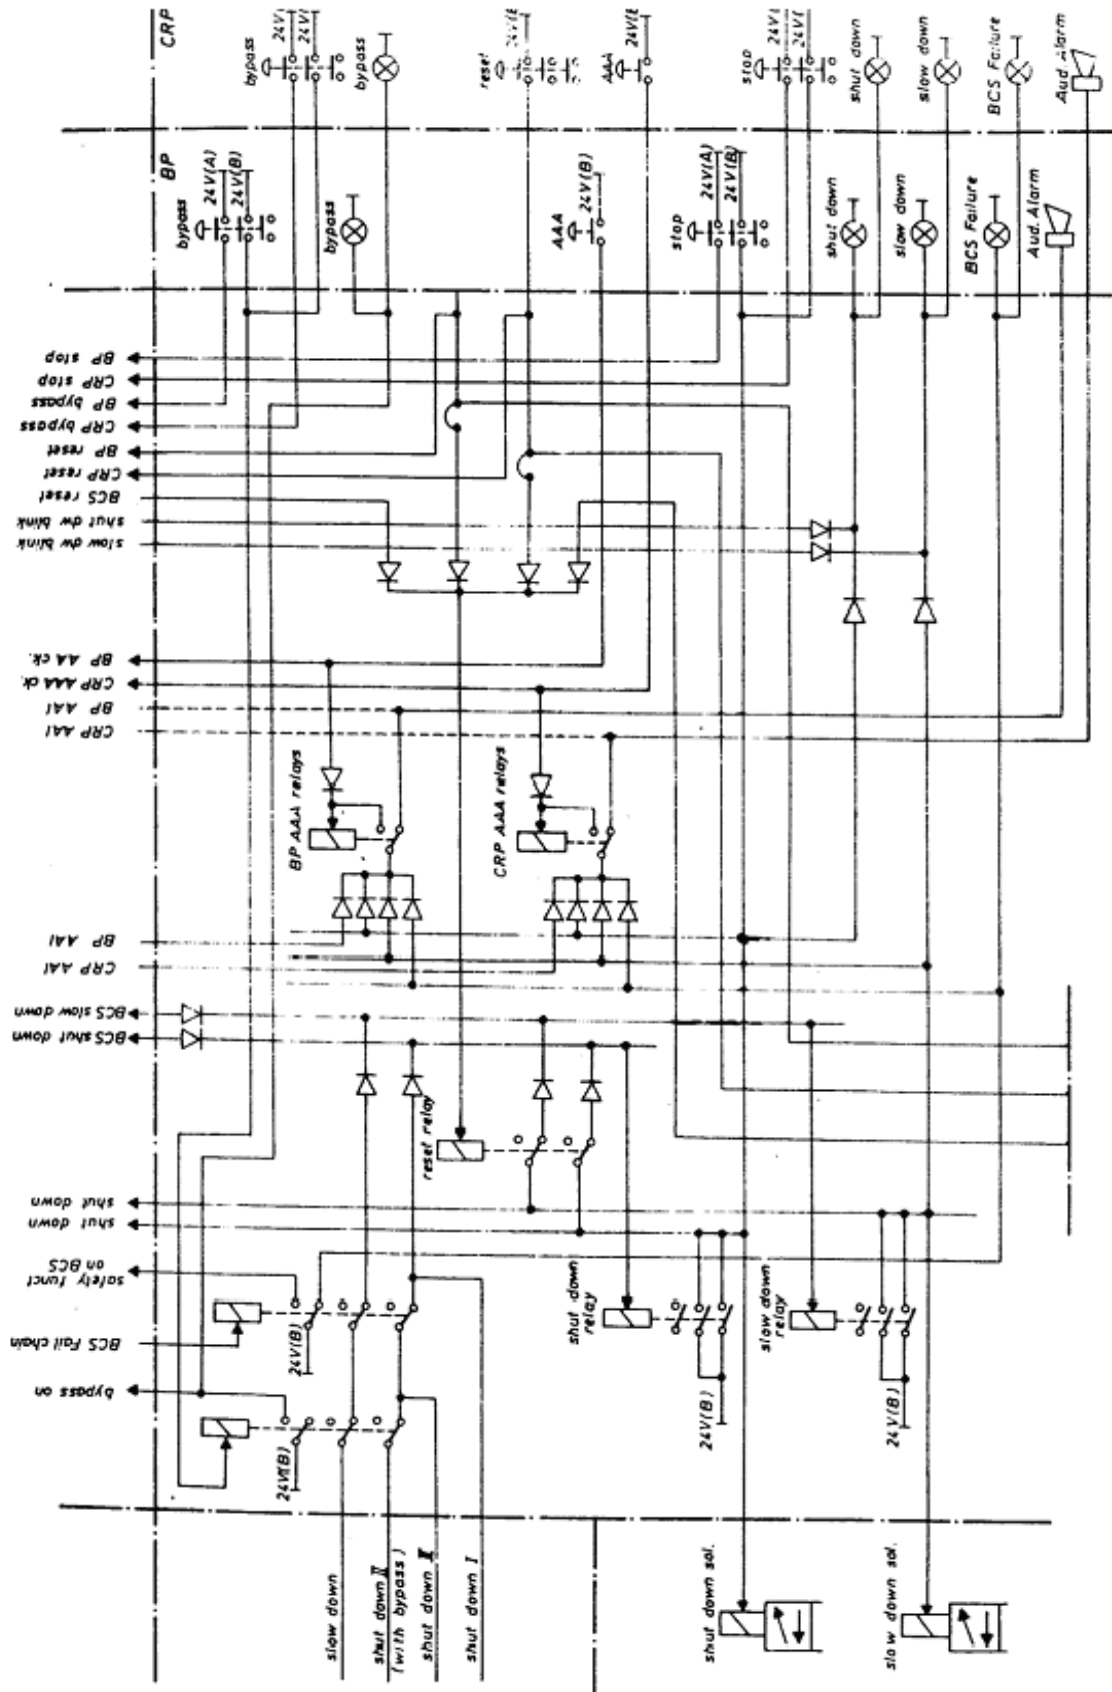 CRP
bypass
24V(
24V(
bypass
reset
24V(B
AAA
24V(B
stop
24V(
24V(
shut down
slow down
BCS Failure
Aud. Alarm
BP
bypass
24V(A)
24V(B)
bypass
AAA
24V(B)
stop
24V(A)
24V(B)
shut down
slow down
BCS Failure
Aud. Alarm
BP stop
CRP stop
BP bypass
CRP bypass
BP reset
CRP reset
BCS reset
shut dw blink
slow dw blink
BP AA ck.
CRP AAA ck.
BP AAI
CRP AAI
BP AAA relays
CRP AAA relays
BP AAI
CRP AAI
BCS slow down
BCS shut down
reset relay
shut down
shut down
safety funct
on BCS
BCS Fail chain
24V(B)
shut down
relay
slow down
relay
bypass on
24V(B)
24V(B)
24V(B)
slow down
shut down II
(with bypass)
shut down II
shut down I
shut down sol.
slow down sol.